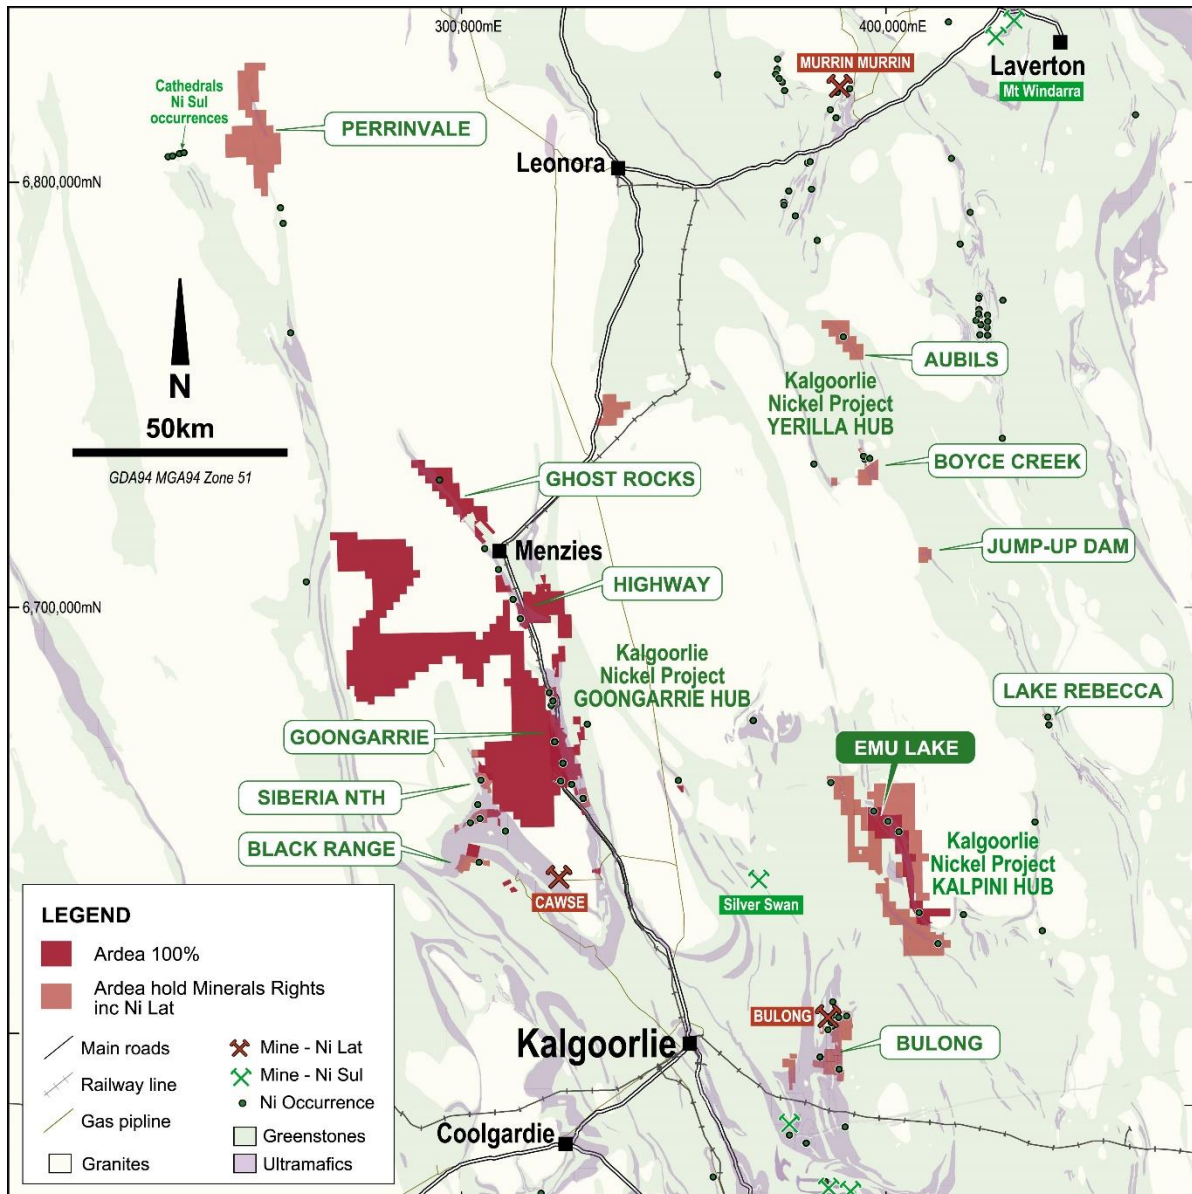 300,000mE
400,000mE
Cathedrals
Ni Sul
occurrences
PERRINVALE
MURRIN MURRIN
Laverton
Mt Windarra
Leonora
6,800,000mN
N
50km
GDA94 MGA94 Zone 51
AUBILS
Kalgoorlie
Nickel Project
YERILLA HUB
BOYCE CREEK
GHOST ROCKS
Menzies
JUMP-UP DAM
HIGHWAY
6,700,000mN
Kalgoorlie
Nickel Project
GOONGARRIE HUB
LAKE REBECCA
GOONGARRIE
EMU LAKE
SIBERIA NTH
BLACK RANGE
Kalgoorlie
Nickel Project
KALPINI HUB
CAWSE
Silver Swan
BULONG
BULONG
Kalgoorlie
Coolgardie
LEGEND
Ardea 100%
Ardea hold Minerals Rights
inc Ni Lat
Main roads
Mine - Ni Lat
Railway line
Mine - Ni Sul
Gas pipline
Ni Occurrence
Greenstones
Granites
Ultramafics